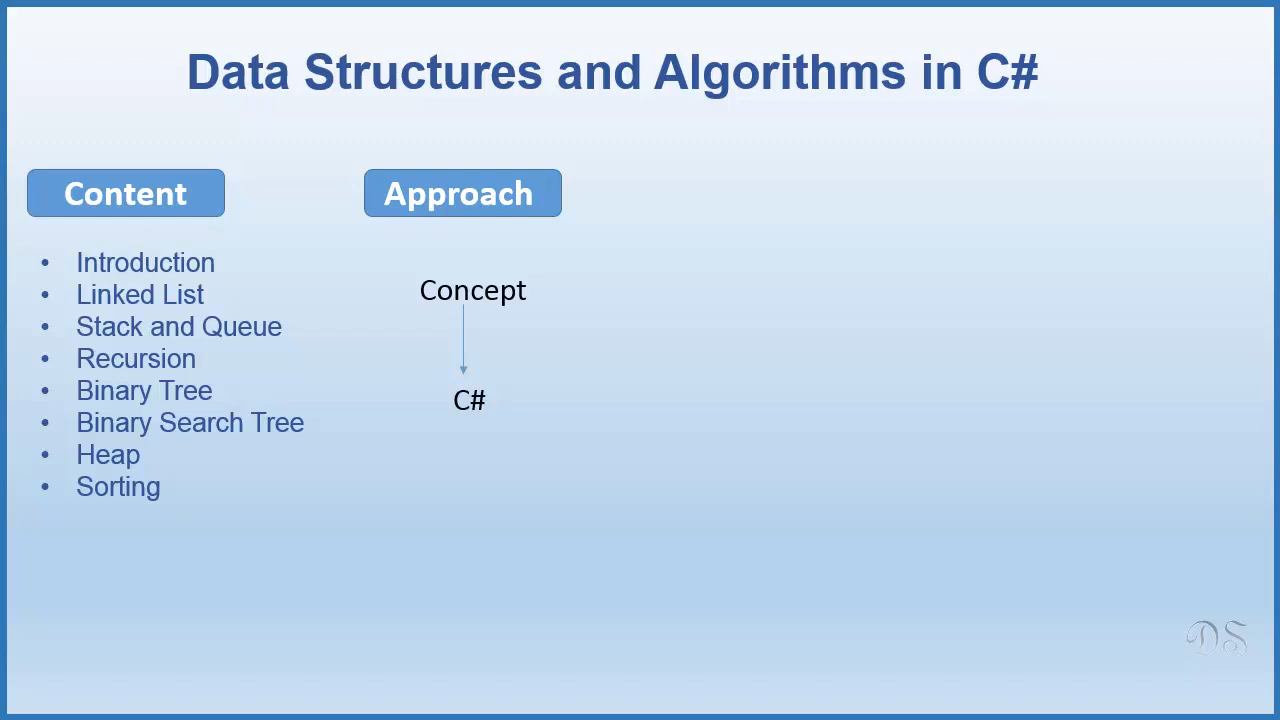 Data Structures and Algorithms in C#
Content
• Introduction
• Linked List
• Stack and Queue
• Recursion
• Binary Tree
• Binary Search Tree
• Heap
• Sorting
Approach
Concept
C#
DS